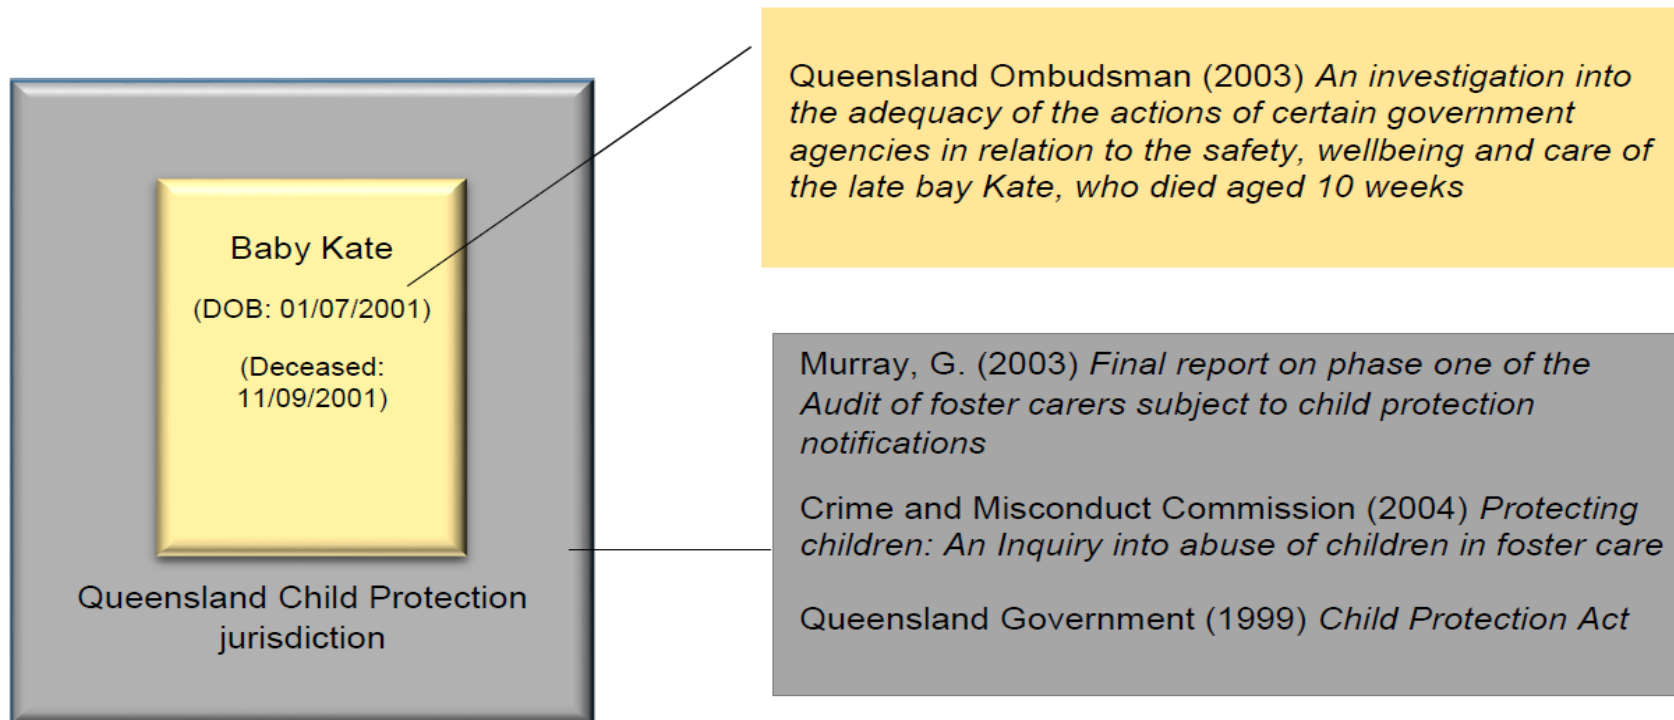 Baby Kate
(DOB: 01/07/2001)
(Deceased:
11/09/2001)
Queensland Child Protection
jurisdiction
Queensland Ombudsman (2003) An investigation into
the adequacy of the actions of certain government
agencies in relation to the safety, wellbeing and care of
the late bay Kate, who died aged 10 weeks
Murray, G. (2003) Final report on phase one of the
Audit of foster carers subject to child protection
notifications
Crime and Misconduct Commission (2004) Protecting
children: An Inquiry into abuse of children in foster care
Queensland Government (1999) Child Protection Act